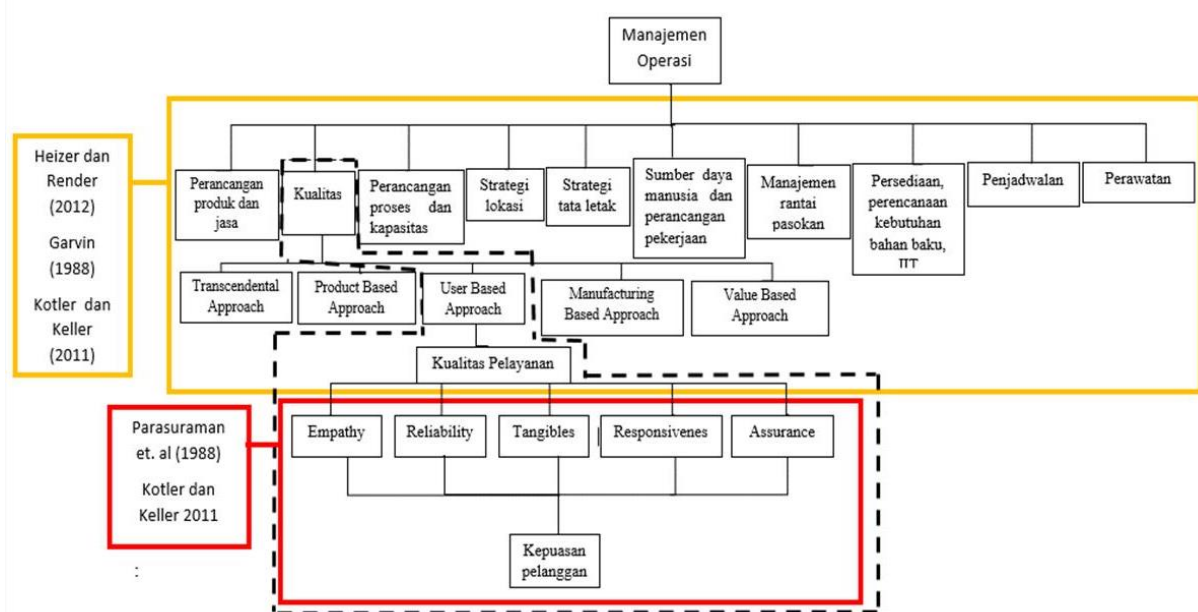 Manajemen
Operasi
Heizer dan
Render
(2012)
Garvin
(1988)
Kotler dan
Keller
(2011)
Perancangan
produk dan
jasa
Kualitas
Perancangan
proses dan
kapasitas
Strategi
lokasi
Strategi
tata letak
Sumber daya
manusia dan
perancangan
pekerjaan
Manajemen
rantai
pasokan
Persediaan,
perencanaan
kebutuhan
bahan baku,
Penjadwalan
Perawatan
Transcendental
Approach
Product Based
Approach
User Based
Approach
Manufacturing
Based Approach
Value Based
Approach
Kualitas Pelayanan
Parasuraman
et. al (1988)
Kotler dan
Keller 2011
:
Empathy
Reliability
Tangibles
Responsivenes
Assurance
Kepuasan
pelanggan